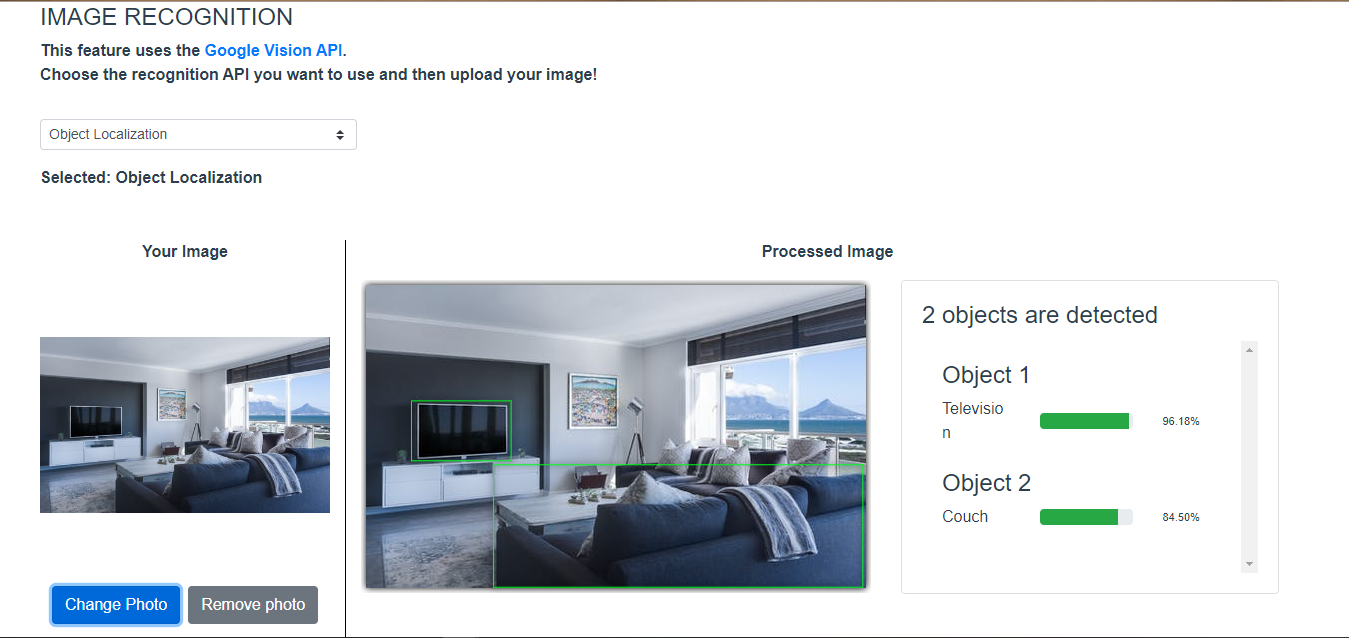 IMAGE RECOGNITION
This feature uses the Google Vision API.
Choose the recognition API you want to use and then upload your image!
Object Localization
Selected: Object Localization
Your Image
Change Photo
Remove photo
Processed Image
2 objects are detected
Object 1
Televisio
n
96.18%
Object 2
Couch
84.50%